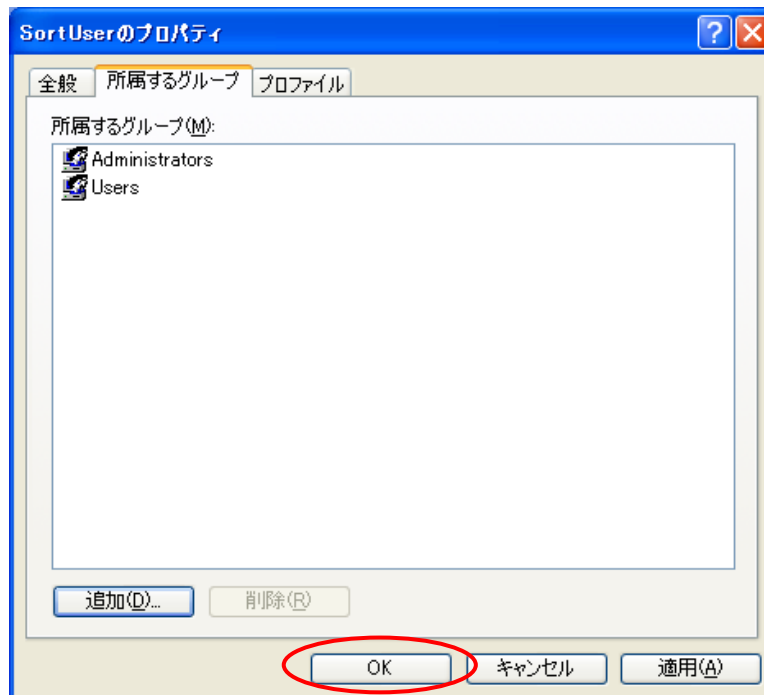 SortUserのプロパティ
全般 所属するグループ プロファイル
所属するグループ(M):
Administrators
Users
追加(D)... 削除(R)
OK キャンセル 適用(A)